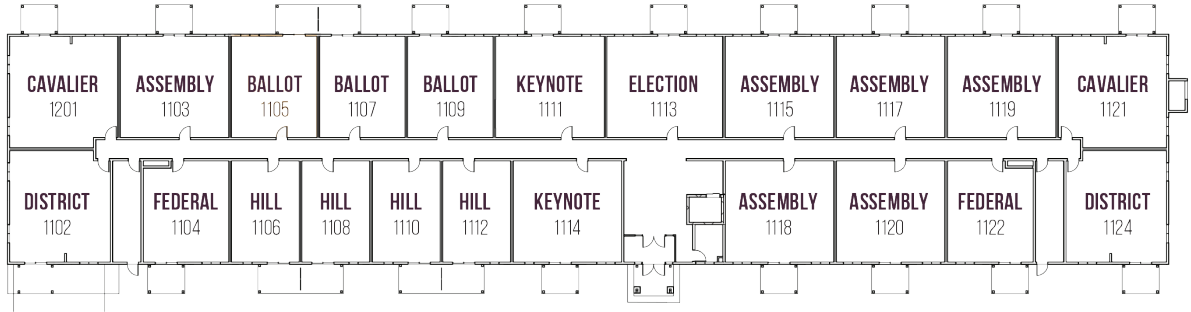 CAVALIER
1201
ASSEMBLY
1103
BALLOT
1105
BALLOT
1107
BALLOT
1109
KEYNOTE
1111
ELECTION
1113
ASSEMBLY
1115
ASSEMBLY
1117
ASSEMBLY
1119
CAVALIER
1121
DISTRICT
1102
FEDERAL
1104
HILL
1106
HILL
1108
HILL
1110
HILL
1112
KEYNOTE
1114
ASSEMBLY
1118
ASSEMBLY
1120
FEDERAL
1122
DISTRICT
1124